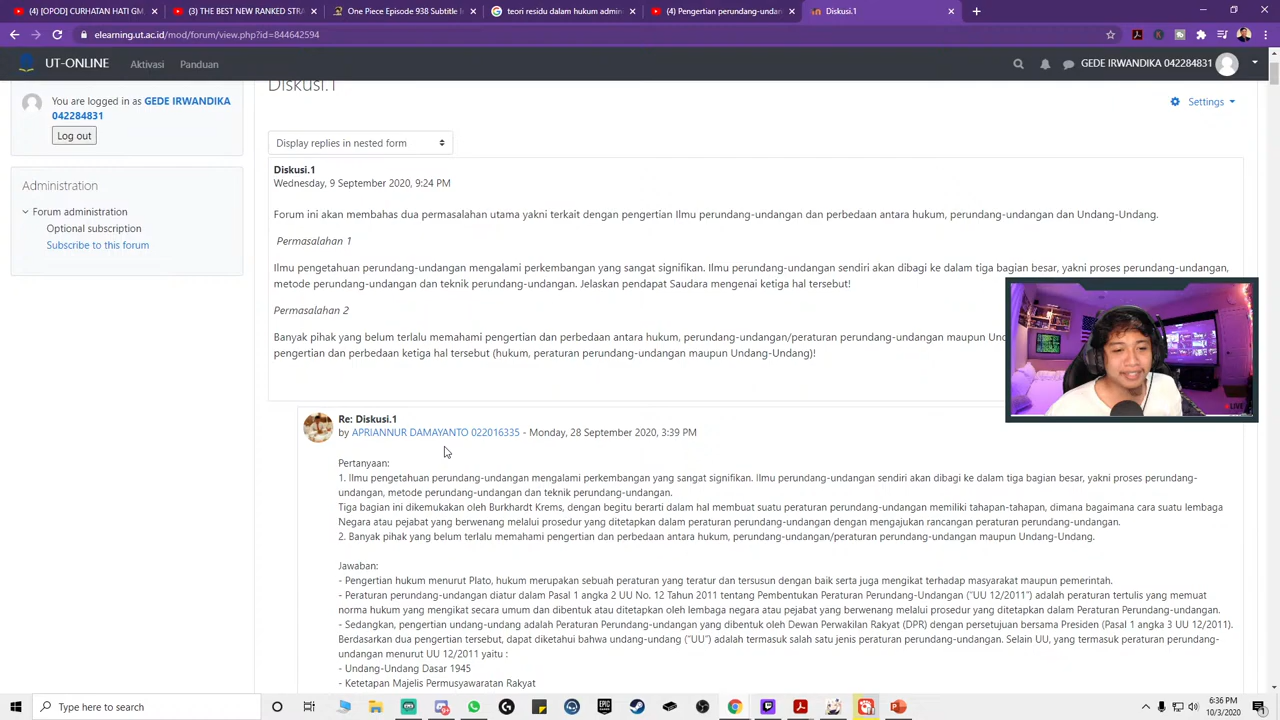 (4) [OPOD] CURHATAN HATI GM
(3) THE BEST NEW RANKED STRA
One Piece Episode 938 Subtitle I
teori residu dalam hukum admin
(4) Pengertian perundang-undan
Diskusi.1
elearning.ut.ac.id/mod/forum/view.php?id=844642594
UT-ONLINE Aktivasi Panduan GEDE IRWANDIKA 042284831
Diskusi.1
You are logged in as GEDE IRWANDIKA
042284831
Log out
Settings
Administration
Forum administration
Optional subscription
Subscribe to this forum
Display replies in nested form
Diskusi.1
Wednesday, 9 September 2020, 9:24 PM
Forum ini akan membahas dua permasalahan utama yakni terkait dengan pengertian Ilmu perundang-undangan dan perbedaan antara hukum, perundang-undangan dan Undang-Undang.
Permasalahan 1
Ilmu pengetahuan perundang-undangan mengalami perkembangan yang sangat signifikan. Ilmu perundang-undangan sendiri akan dibagi ke dalam tiga bagian besar, yakni proses perundang-undangan,
metode perundang-undangan dan teknik perundang-undangan. Jelaskan pendapat Saudara mengenai ketiga hal tersebut!
Permasalahan 2
Banyak pihak yang belum terlalu memahami pengertian dan perbedaan antara hukum, perundang-undangan/peraturan perundang-undangan maupun Un
pengertian dan perbedaan ketiga hal tersebut (hukum, peraturan perundang-undangan maupun Undang-Undang)!
LIVE
Re: Diskusi.1
by APRIANNUR DAMAYANTO 022016335 - Monday, 28 September 2020, 3:39 PM
Pertanyaan:
1. Ilmu pengetahuan perundang-undangan mengalami perkembangan yang sangat signifikan. Ilmu perundang-undangan sendiri akan dibagi ke dalam tiga bagian besar, yakni proses perundang-
undangan, metode perundang-undangan dan teknik perundang-undangan.
Tiga bagian ini dikemukakan oleh Burkhardt Krems, dengan begitu berarti dalam hal membuat suatu peraturan perundang-undangan memiliki tahapan-tahapan, dimana bagaimana cara suatu lembaga
Negara atau pejabat yang berwenang melalui prosedur yang ditetapkan dalam peraturan perundang-undangan dengan mengajukan rancangan peraturan perundang-undangan.
2. Banyak pihak yang belum terlalu memahami pengertian dan perbedaan antara hukum, perundang-undangan/peraturan perundang-undangan maupun Undang-Undang.
Jawaban:
- Pengertian hukum menurut Plato, hukum merupakan sebuah peraturan yang teratur dan tersusun dengan baik serta juga mengikat terhadap masyarakat maupun pemerintah.
- Peraturan perundang-undangan diatur dalam Pasal 1 angka 2 UU No. 12 Tahun 2011 tentang Pembentukan Peraturan Perundang-Undangan ("UU 12/2011") adalah peraturan tertulis yang memuat
norma hukum yang mengikat secara umum dan dibentuk atau ditetapkan oleh lembaga negara atau pejabat yang berwenang melalui prosedur yang ditetapkan dalam Peraturan Perundang-Undangan.
- Sedangkan, pengertian undang-undang adalah Peraturan Perundang-Undangan yang dibentuk oleh Dewan Perwakilan Rakyat (DPR) dengan persetujuan bersama Presiden (Pasal 1 angka 3 UU 12/2011).
Berdasarkan dua pengertian tersebut, dapat diketahui bahwa undang-undang ("UU") adalah termasuk salah satu jenis peraturan perundang-undangan. Selain UU, yang termasuk peraturan perundang-
undangan menurut UU 12/2011 yaitu :
- Undang-Undang Dasar 1945
- Ketetapan Majelis Permusyawaratan Rakyat
Type here to search
6:36 PM
10/3/2020